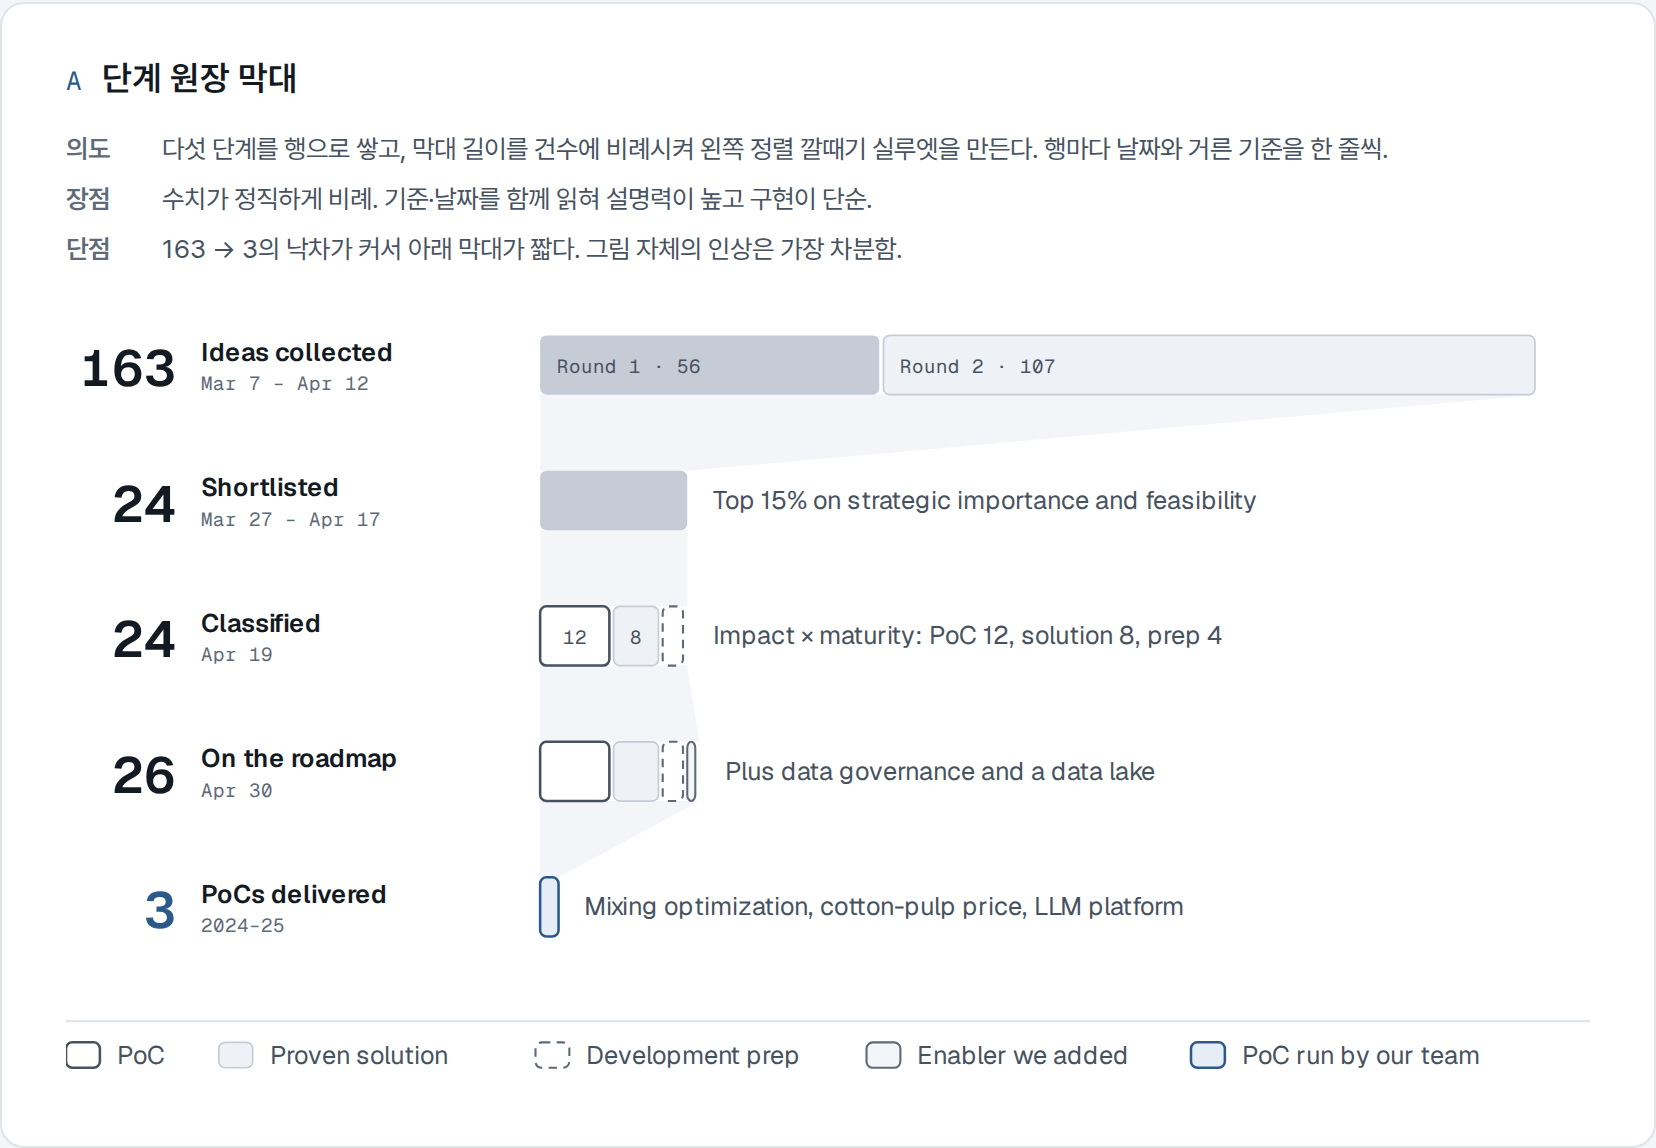 A 단계 원장 막대
의도 다섯 단계를 행으로 쌓고, 막대 길이를 건수에 비례시켜 왼쪽 정렬 깔때기 실루엣을 만든다. 행마다 날짜와 거른 기준을 한 줄씩.
장점 수치가 정직하게 비례. 기준·날짜를 함께 읽혀 설명력이 높고 구현이 단순.
단점 163 → 3의 낙차가 커서 아래 막대가 짧다. 그림 자체의 인상은 가장 차분함.
163 Ideas collected
Mar 7 – Apr 12
Round 1 · 56
Round 2 · 107
24 Shortlisted
Mar 27 – Apr 17
Top 15% on strategic importance and feasibility
24 Classified
Apr 19
12
8
Impact × maturity: PoC 12, solution 8, prep 4
26 On the roadmap
Apr 30
Plus data governance and a data lake
3 PoCs delivered
2024–25
Mixing optimization, cotton-pulp price, LLM platform
PoC
Proven solution
Development prep
Enabler we added
PoC run by our team